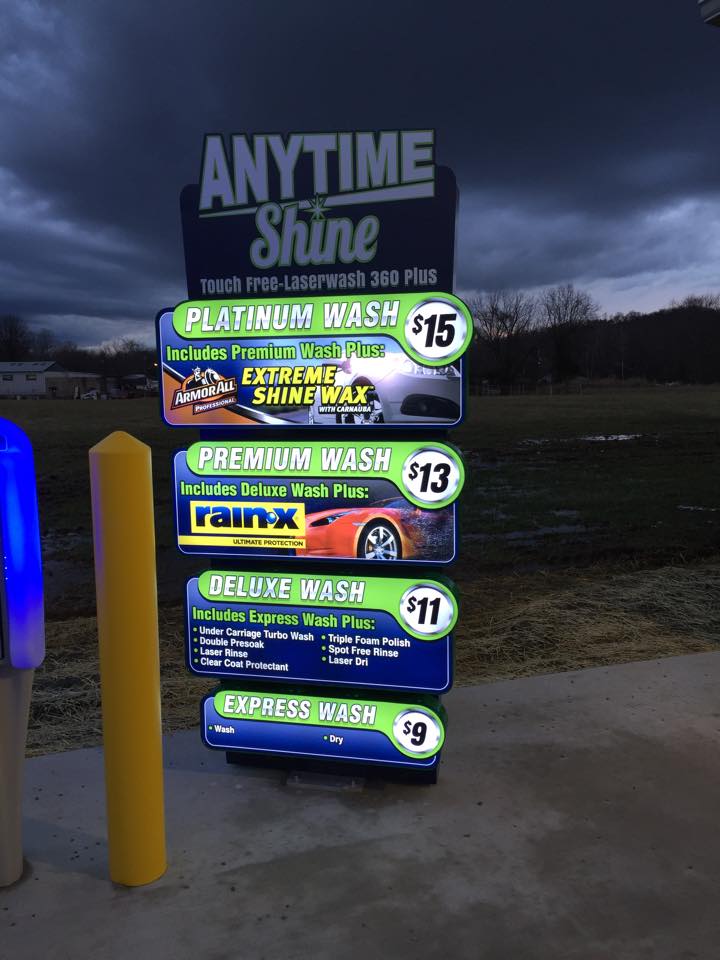 ANYTIME
Shine
Touch Free-Laserwash 360 Plus
PLATINUM WASH $15
Includes Premium Wash Plus:
ARMOR ALL PROFESSIONAL
EXTREME
SHINE WAX™
WITH CARNAUBA
PREMIUM WASH $13
Includes Deluxe Wash Plus:
rain-x
ULTIMATE PROTECTION
DELUXE WASH $11
Includes Express Wash Plus:
• Under Carriage Turbo Wash
• Double Presoak
• Laser Rinse
• Clear Coat Protectant
• Triple Foam Polish
• Spot Free Rinse
• Laser Dri
EXPRESS WASH $9
• Wash
• Dry